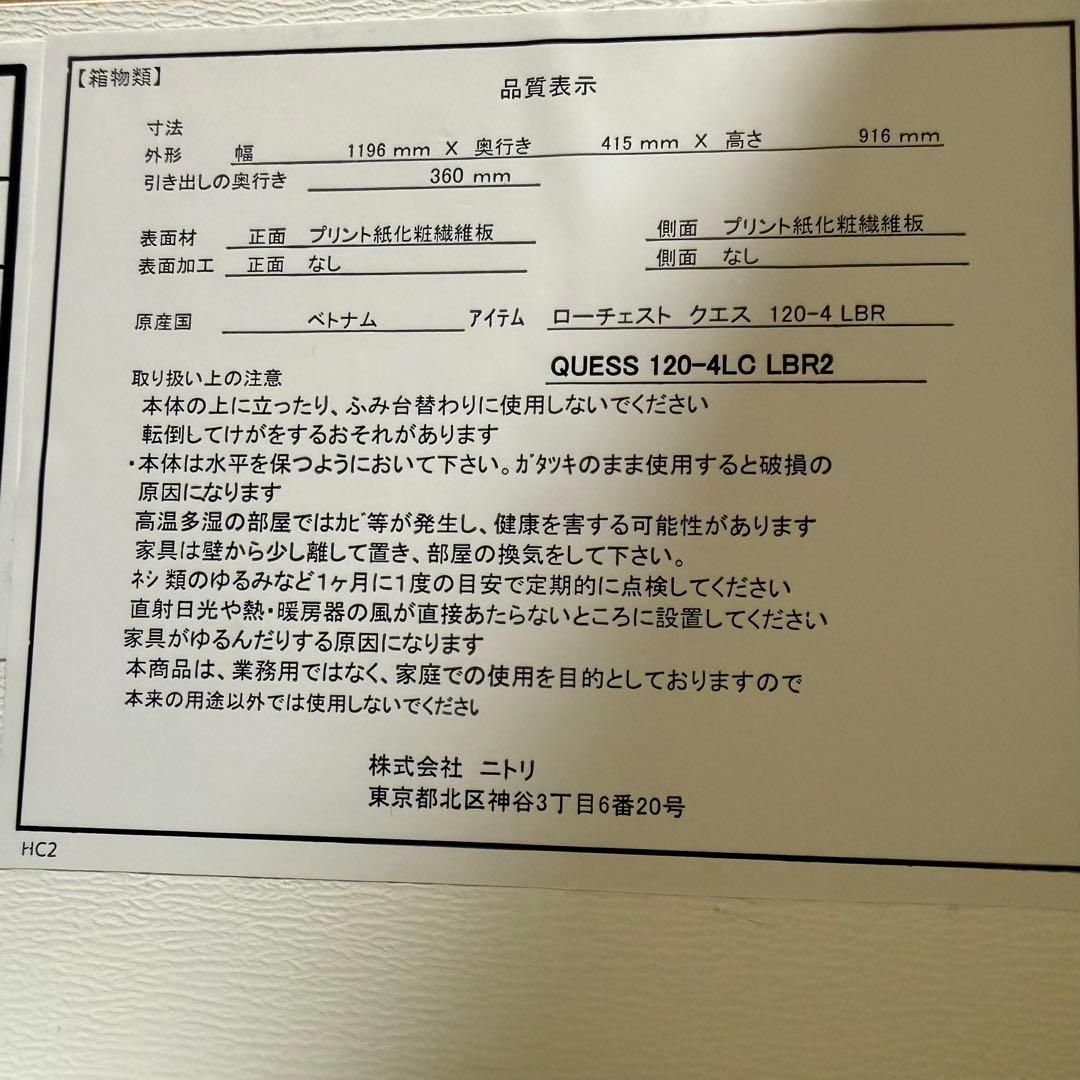 【箱物類】
品質表示
寸法
外形 幅 1196 mm X 奥行き 415 mm X 高さ 916 mm
引き出しの奥行き 360 mm
表面材 正面 プリント紙化粧繊維板 側面 プリント紙化粧繊維板
表面加工 正面 なし 側面 なし
原産国 ベトナム アイテム ローチェスト クエス 120-4 LBR
QUESS 120-4LC LBR2
取り扱い上の注意
本体の上に立ったり、ふみ台替わりに使用しないでください
転倒してけがをするおそれがあります
・本体は水平を保つようにおいて下さい。ｶﾞﾀﾂｷのまま使用すると破損の
原因になります
高温多湿の部屋ではｶﾋﾞ等が発生し、健康を害する可能性があります
家具は壁から少し離して置き、部屋の換気をして下さい。
ﾈｼﾞ類のゆるみなど1ヶ月に1度の目安で定期的に点検してください
直射日光や熱・暖房器の風が直接あたらないところに設置してください
家具がゆるんだりする原因になります
本商品は、業務用ではなく、家庭での使用を目的としておりますので
本来の用途以外では使用しないでください
株式会社 ニトリ
東京都北区神谷3丁目6番20号
HC2